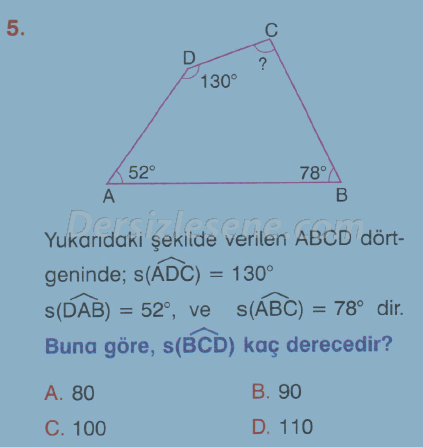 5.
C
D
?
130°
52°
78°
A
B
Dersizlesene.com
Yukarıdaki şekilde verilen ABCD dört-
geninde; s(ADC) = 130°
s(DAB) = 52°, ve s(ABC) = 78° dir.
Buna göre, s(BCD) kaç derecedir?
A. 80 B. 90
C. 100 D. 110